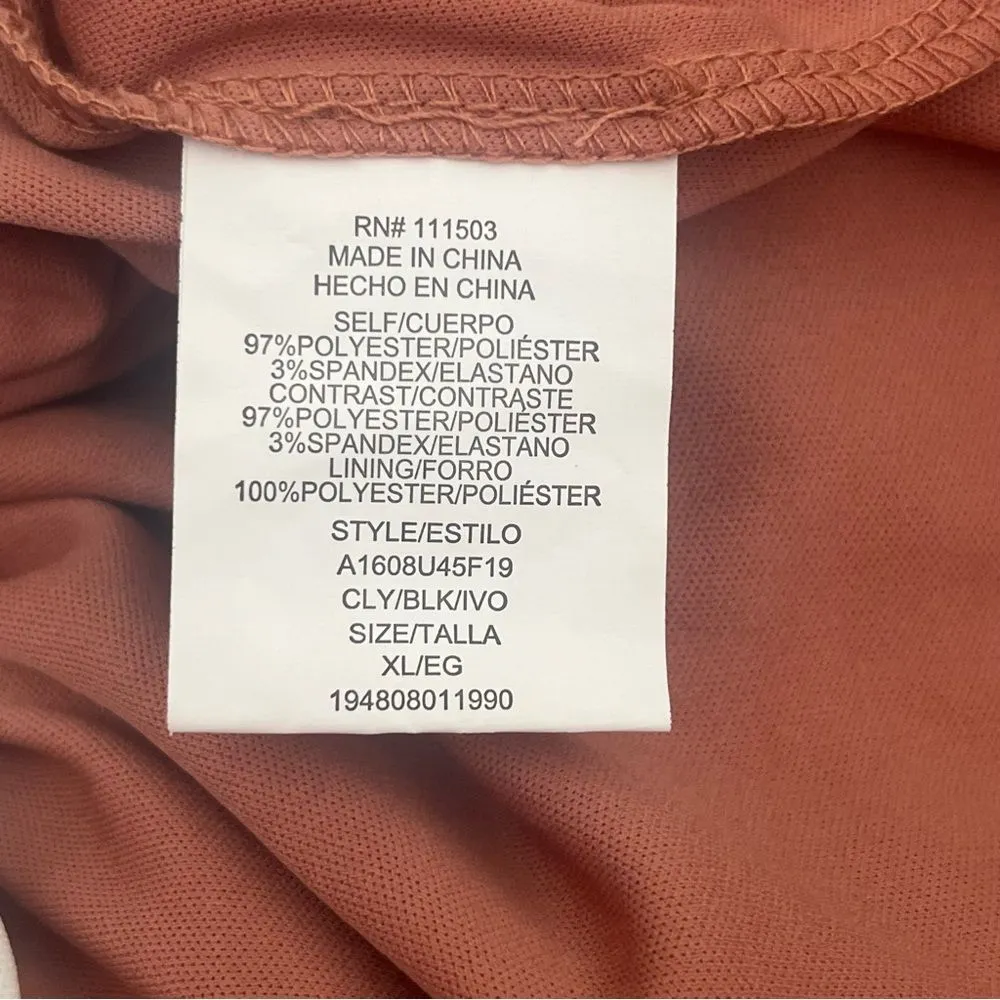 RN# 111503
MADE IN CHINA
HECHO EN CHINA
SELF/CUERPO
97%POLYESTER/POLIÉSTER
3%SPANDEX/ELASTANO
CONTRAST/CONTRASTE
97%POLYESTER/POLIÉSTER
3%SPANDEX/ELASTANO
LINING/FORRO
100%POLYESTER/POLIÉSTER
STYLE/ESTILO
A1608U45F19
CLY/BLK/IVO
SIZE/TALLA
XL/EG
194808011990